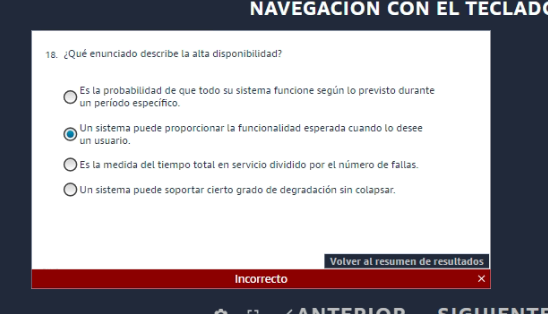 NAVEGACIÓN CON EL TECLADO
18. ¿Qué enunciado describe la alta disponibilidad?
Es la probabilidad de que todo su sistema funcione según lo previsto durante
un período específico.
Un sistema puede proporcionar la funcionalidad esperada cuando lo desee
un usuario.
Es la medida del tiempo total en servicio dividido por el número de fallas.
Un sistema puede soportar cierto grado de degradación sin colapsar.
Volver al resumen de resultados
Incorrecto ×
ANTERIOR SIGUIENTE